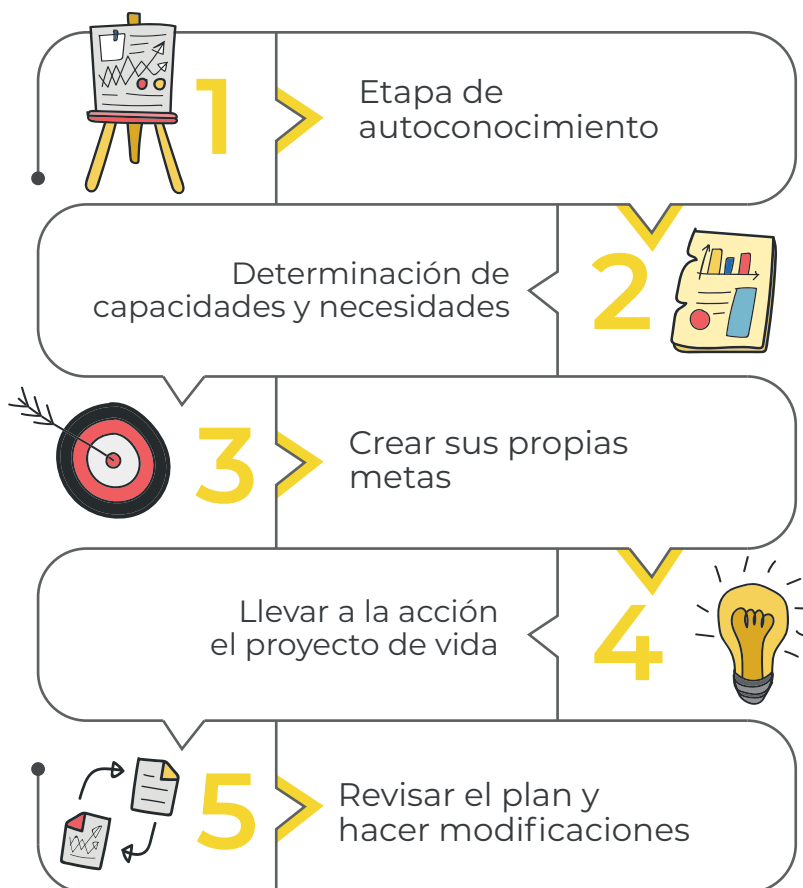 1
Etapa de
autoconocimiento
Determinación de
capacidades y necesidades
2
3
Crear sus propias
metas
Llevar a la acción
el proyecto de vida
4
5
Revisar el plan y
hacer modificaciones